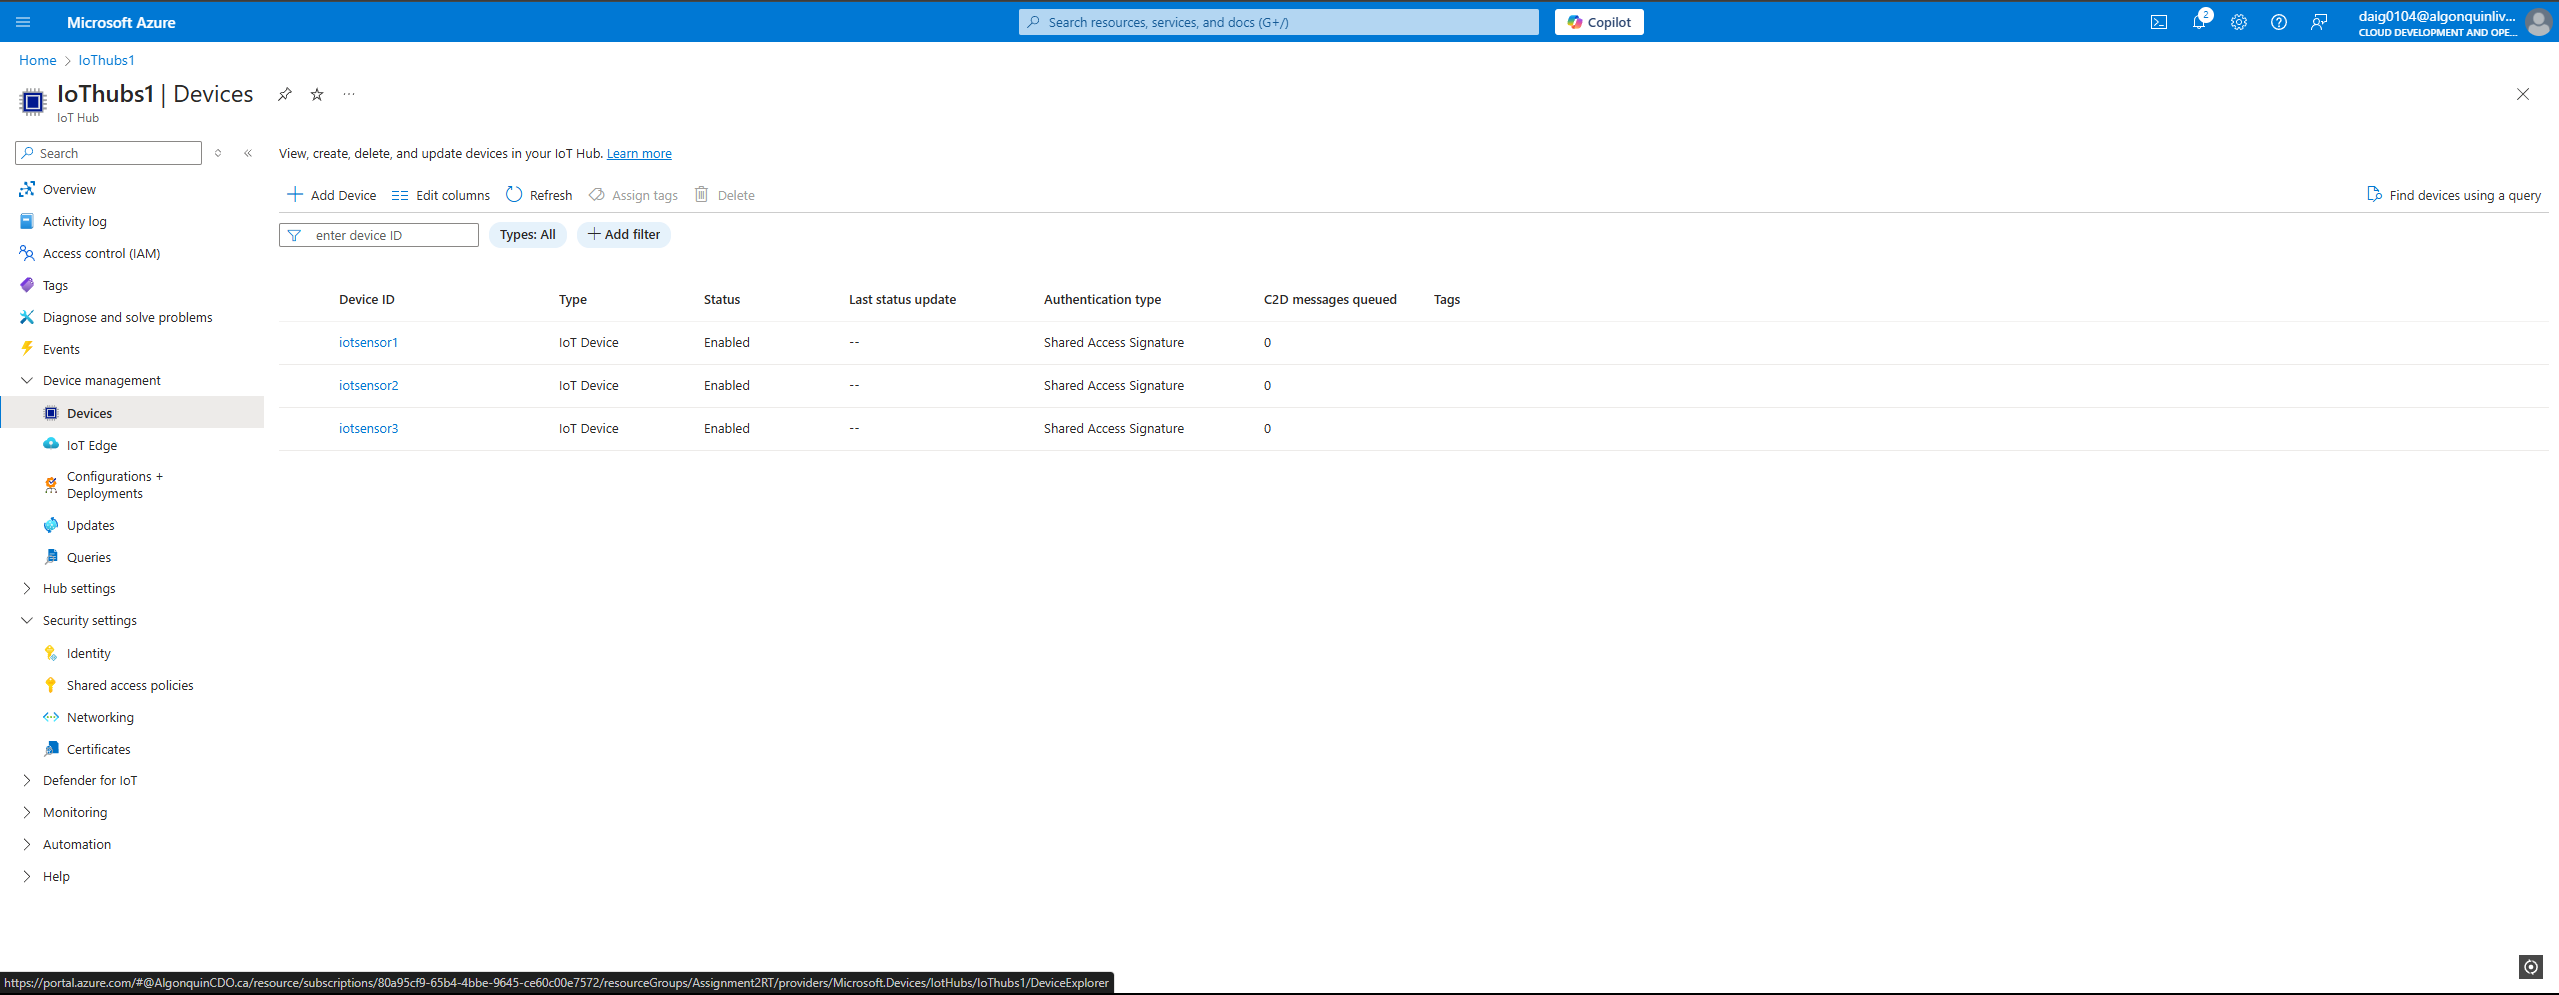 Microsoft Azure
Search resources, services, and docs (G+/)
Copilot
2
daig0104@algonquinliv...
CLOUD DEVELOPMENT AND OPE...
Home > IoThubs1
IoThubs1 | Devices
...
IoT Hub
Search
Overview
Activity log
Access control (IAM)
Tags
Diagnose and solve problems
Events
Device management
Devices
IoT Edge
Configurations +
Deployments
Updates
Queries
Hub settings
Security settings
Identity
Shared access policies
Networking
Certificates
Defender for IoT
Monitoring
Automation
Help
View, create, delete, and update devices in your IoT Hub. Learn more
Add Device Edit columns Refresh Assign tags Delete Find devices using a query
enter device ID Types: All Add filter
Device ID Type Status Last status update Authentication type C2D messages queued Tags
iotsensor1 IoT Device Enabled -- Shared Access Signature 0
iotsensor2 IoT Device Enabled -- Shared Access Signature 0
iotsensor3 IoT Device Enabled -- Shared Access Signature 0
https://portal.azure.com/#@AlgonquinCDO.ca/resource/subscriptions/80a95cf9-65b4-4bbe-9645-ce60c00e7572/resourceGroups/Assignment2RT/providers/Microsoft.Devices/IotHubs/IoThubs1/DeviceExplorer